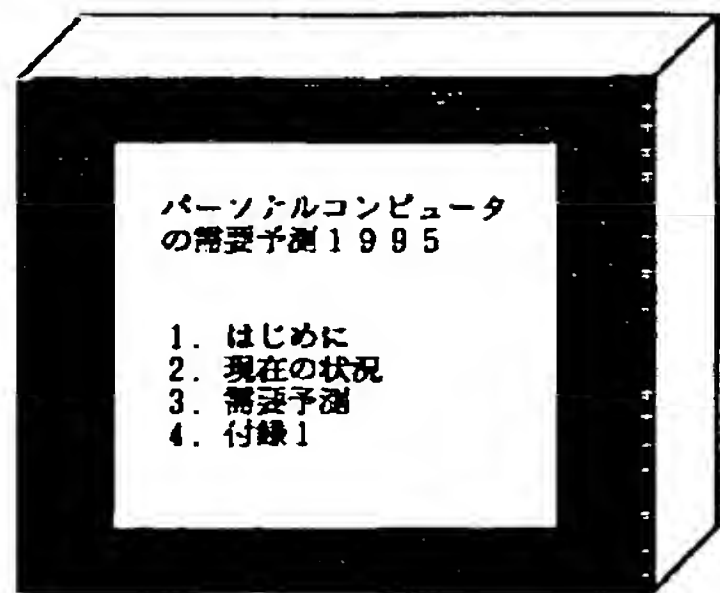 パーソナルコンピュータ
の需要予測1995
1. はじめに
2. 現在の状況
3. 需要予測
4. 付録1